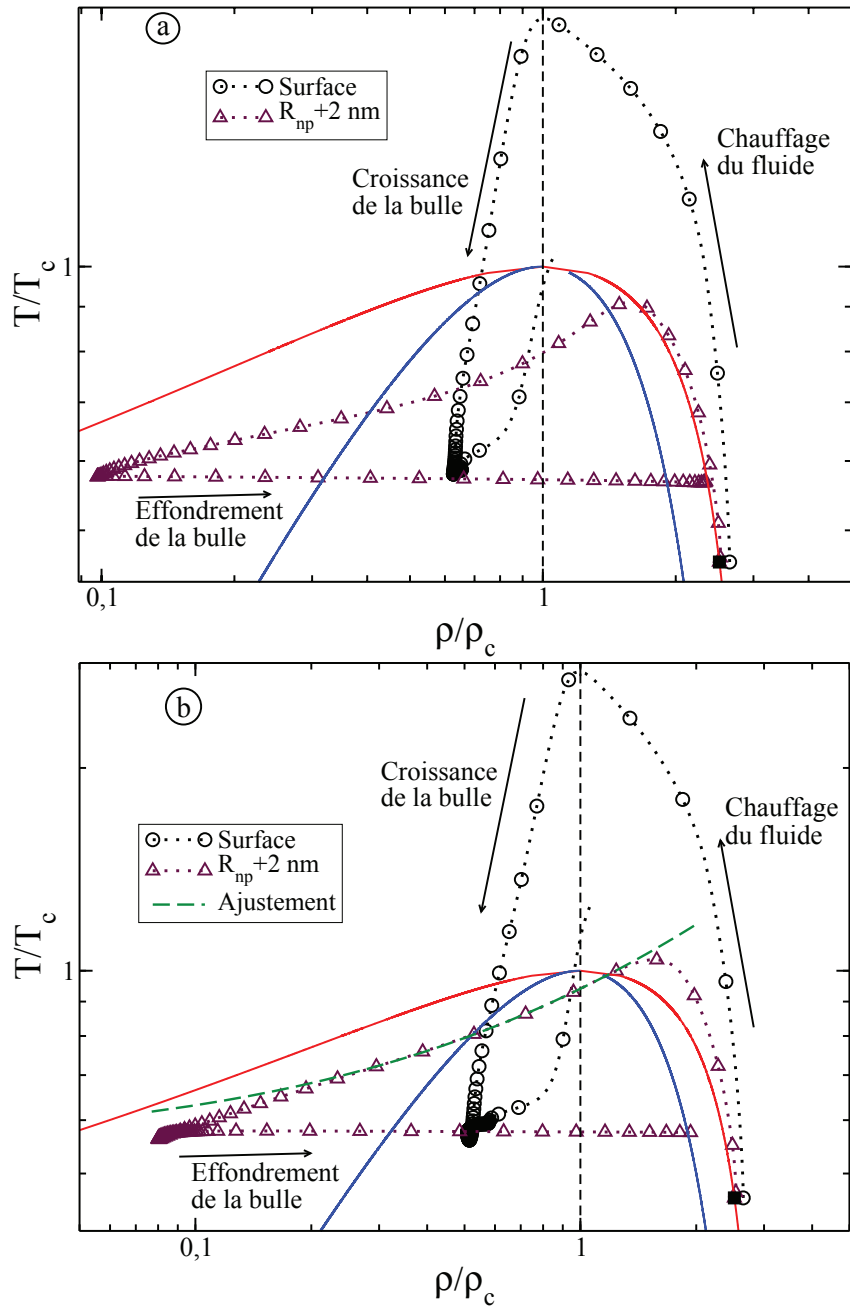 a
Surface
R_np+2 nm
Croissance
de la bulle
Chauffage
du fluide
T/T_c
1
Effondrement
de la bulle
0,1
1
ρ/ρ_c
b
Croissance
de la bulle
Surface
R_np+2 nm
Ajustement
Chauffage
du fluide
T/T_c
1
Effondrement
de la bulle
0,1
1
ρ/ρ_c